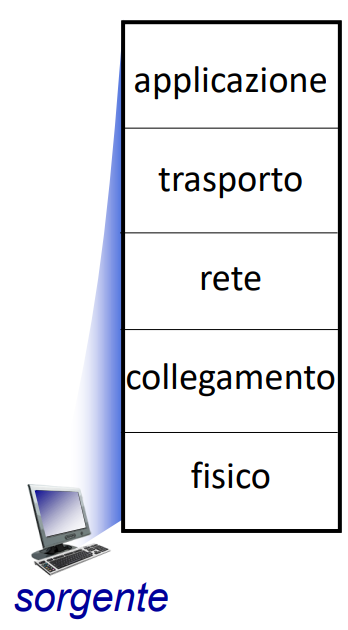 applicazione
trasporto
rete
collegamento
fisico
sorgente